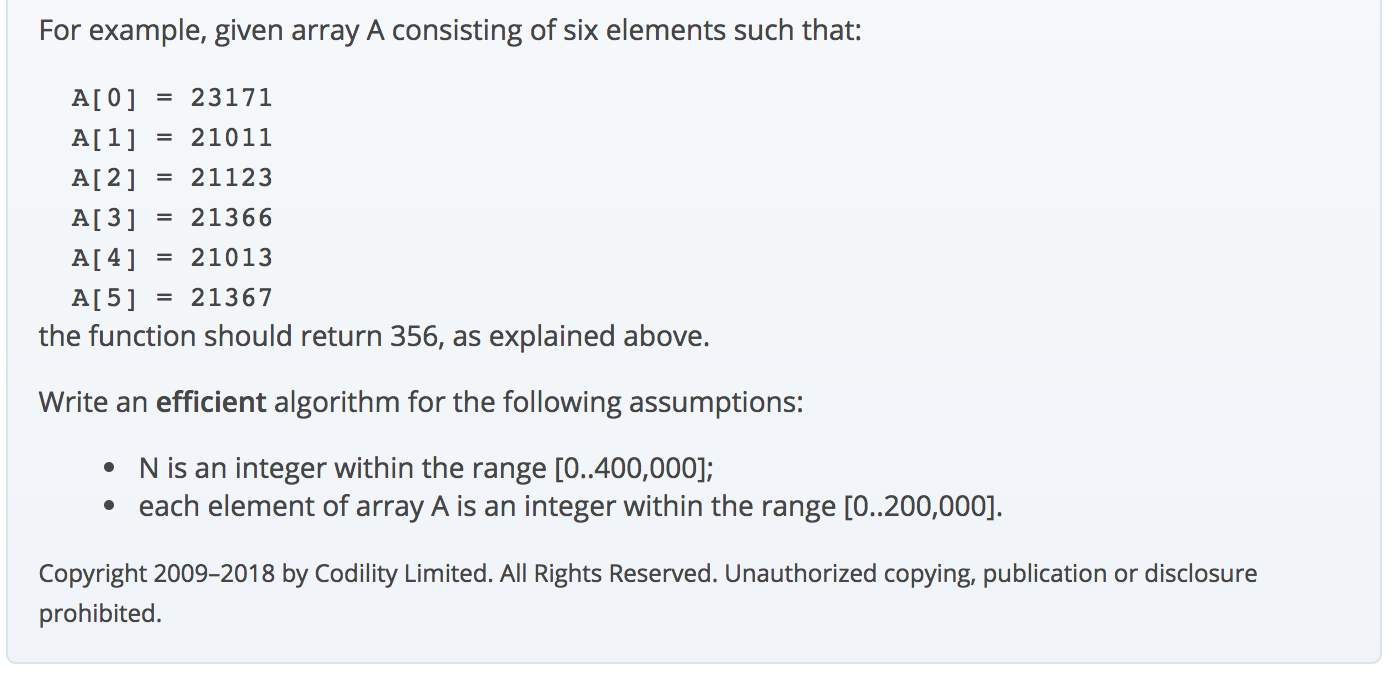 For example, given array A consisting of six elements such that:
A[0] = 23171
A[1] = 21011
A[2] = 21123
A[3] = 21366
A[4] = 21013
A[5] = 21367
the function should return 356, as explained above.
Write an efficient algorithm for the following assumptions:
• N is an integer within the range [0..400,000];
• each element of array A is an integer within the range [0..200,000].
Copyright 2009–2018 by Codility Limited. All Rights Reserved. Unauthorized copying, publication or disclosure
prohibited.